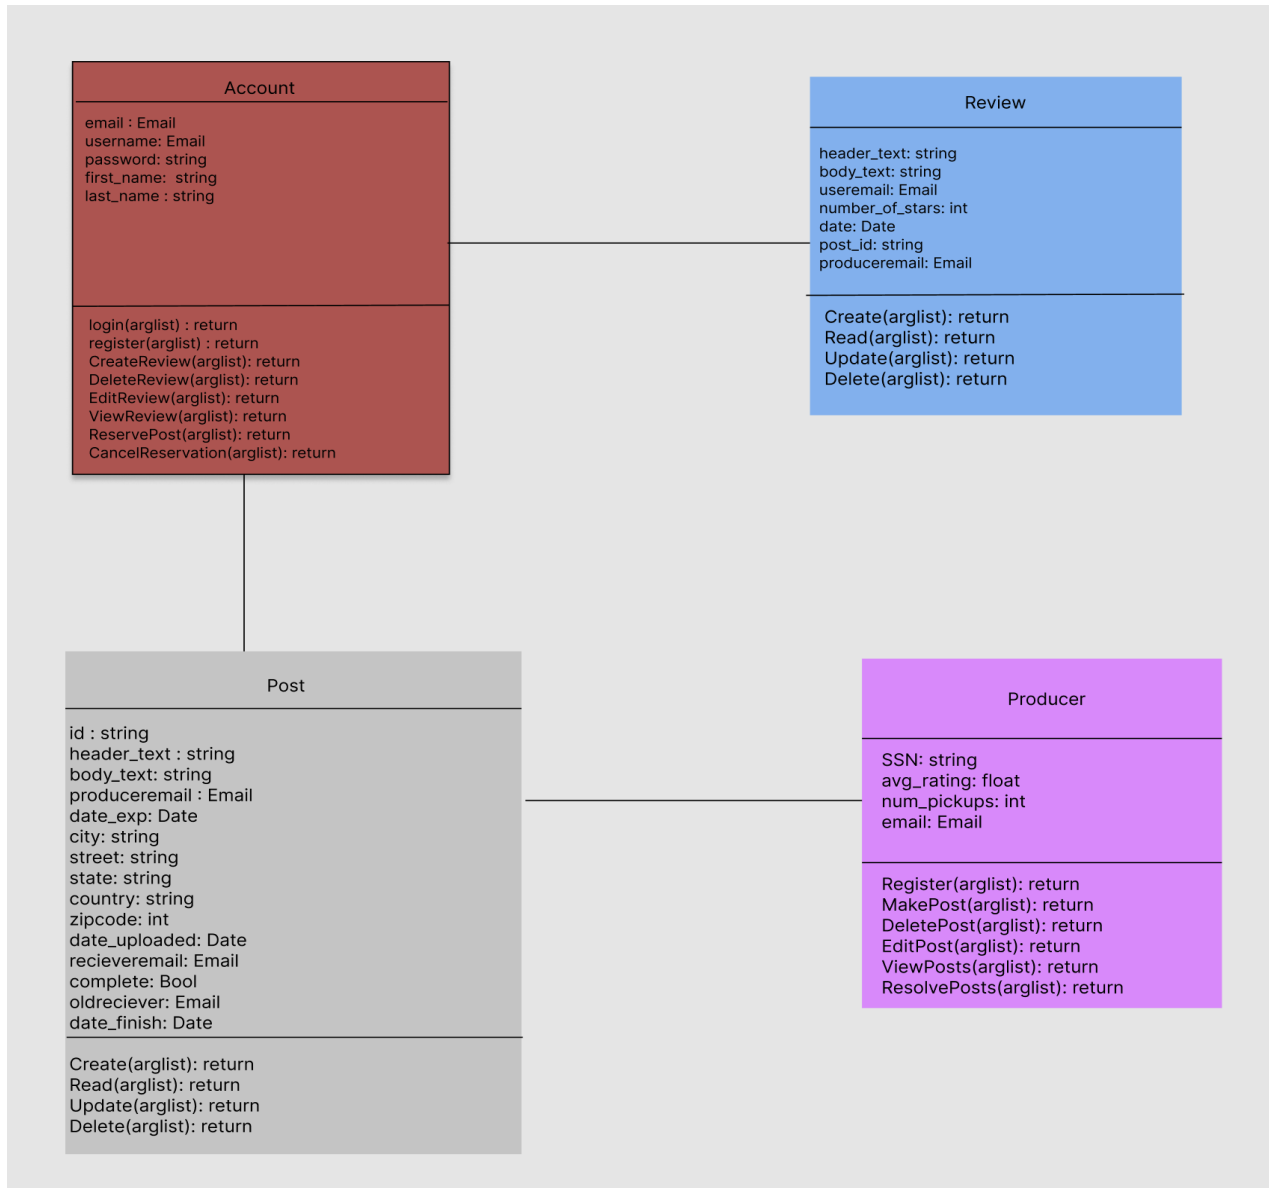 Account
email : Email
username: Email
password: string
first_name:  string
last_name : string
login(arglist) : return
register(arglist) : return
CreateReview(arglist): return
DeleteReview(arglist): return
EditReview(arglist): return
ViewReview(arglist): return
ReservePost(arglist): return
CancelReservation(arglist): return
Review
header_text: string
body_text: string
useremail: Email
number_of_stars: int
date: Date
post_id: string
produceremail: Email
Create(arglist): return
Read(arglist): return
Update(arglist): return
Delete(arglist): return
Post
id : string
header_text : string
body_text: string
produceremail : Email
date_exp: Date
city: string
street: string
state: string
country: string
zipcode: int
date_uploaded: Date
recieveremail: Email
complete: Bool
oldreciever: Email
date_finish: Date
Create(arglist): return
Read(arglist): return
Update(arglist): return
Delete(arglist): return
Producer
SSN: string
avg_rating: float
num_pickups: int
email: Email
Register(arglist): return
MakePost(arglist): return
DeletePost(arglist): return
EditPost(arglist): return
ViewPosts(arglist): return
ResolvePosts(arglist): return